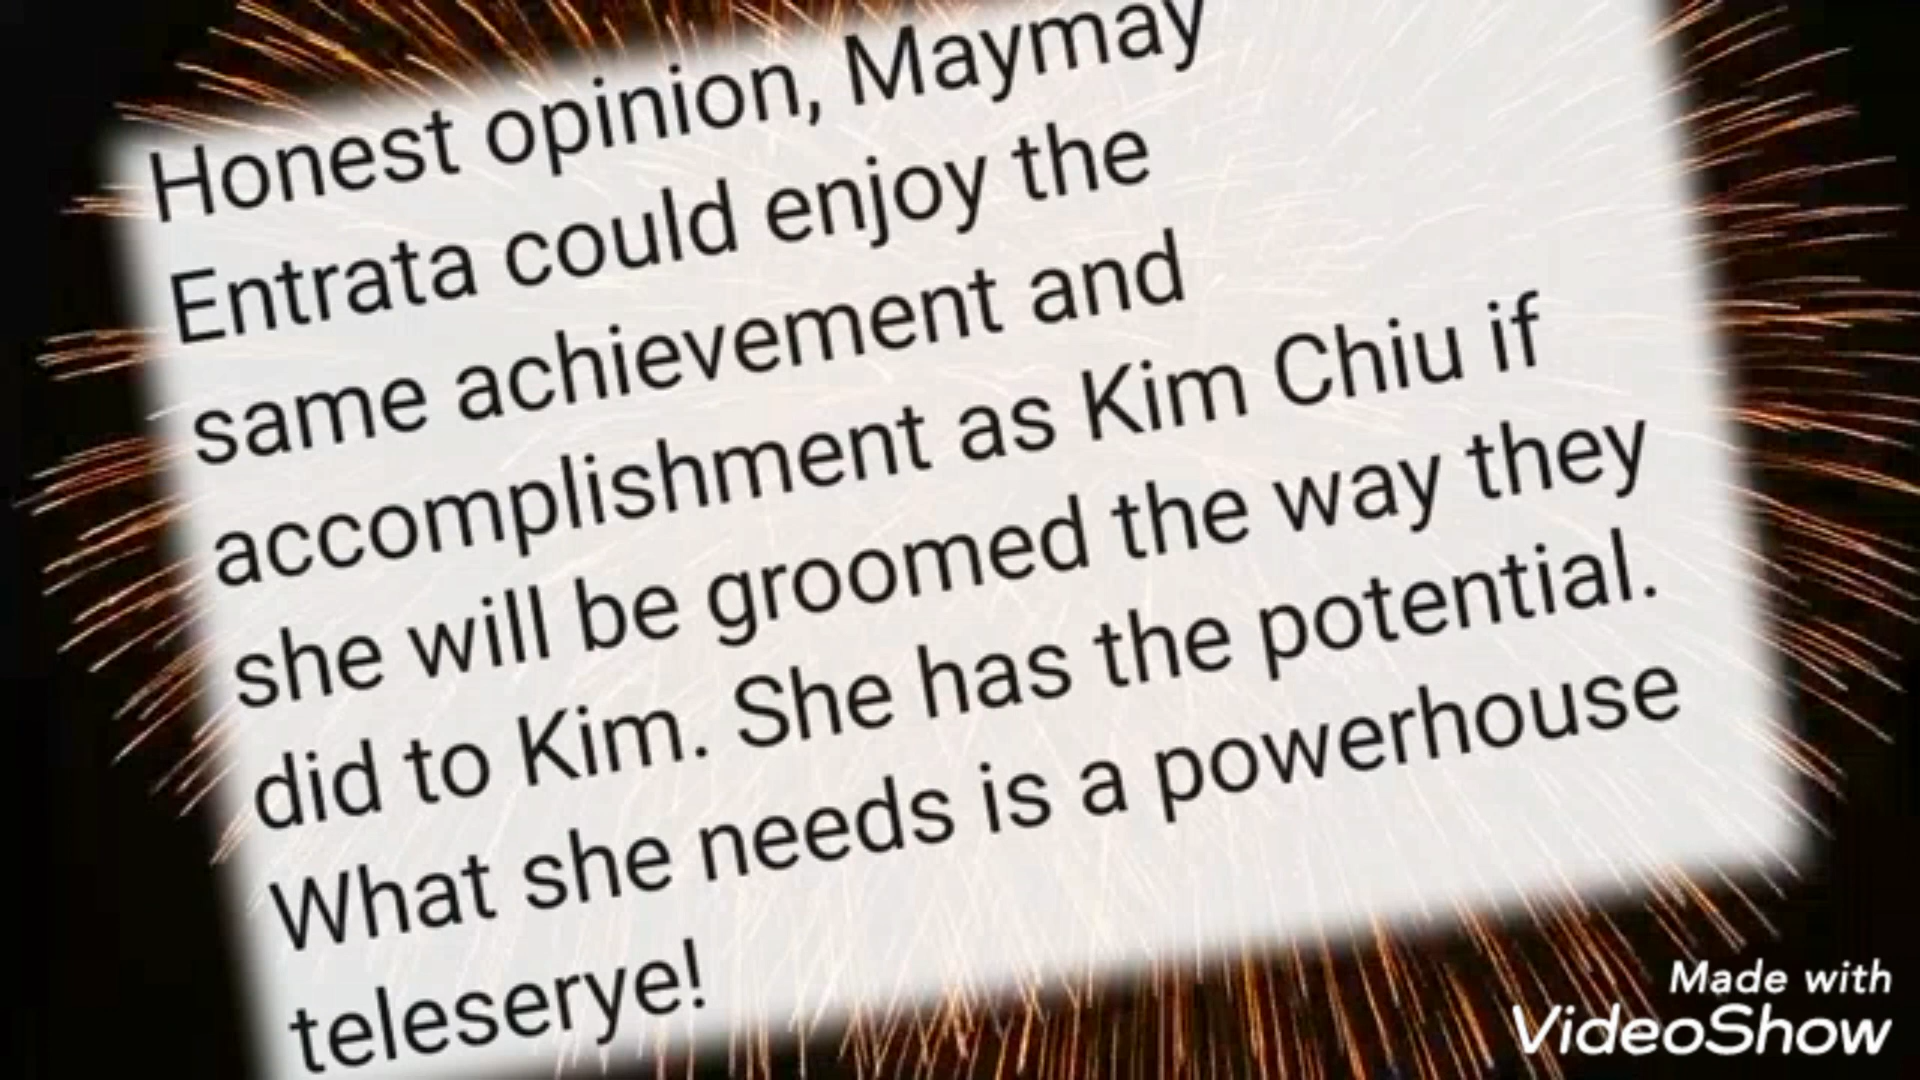 Honest opinion, Maymay
Entrata could enjoy the
same achievement and
accomplishment as Kim Chiu if
she will be groomed the way they
did to Kim. She has the potential.
What she needs is a powerhouse
teleserye!
Made with
VideoShow